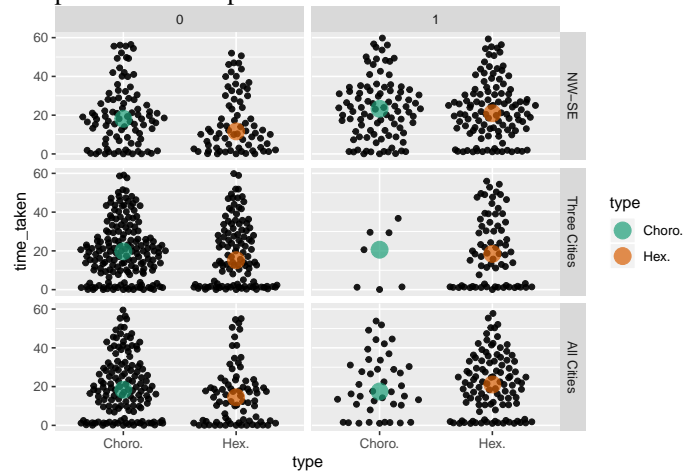 0 1
60
40
20
0
NW−SE
60
40
20
0
Three Cities
60
40
20
0
All Cities
time_taken
Choro. Hex. Choro. Hex.
type
type
Choro.
Hex.